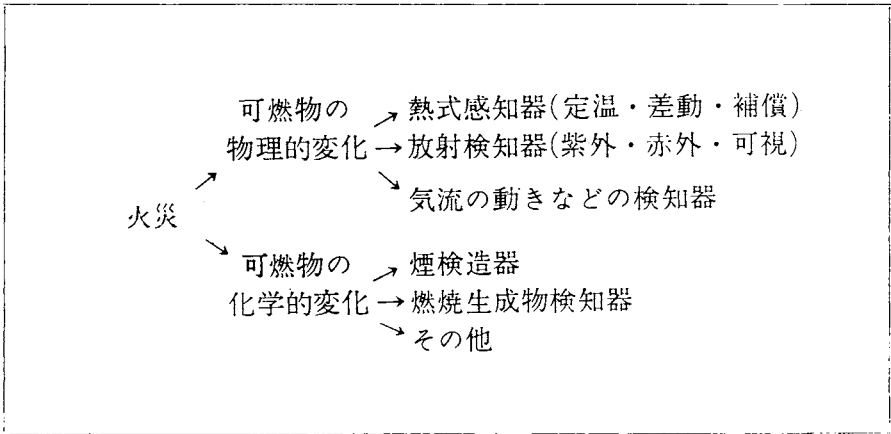 可燃物の
物理的変化
→熱式感知器(定温・差動・補償)
→放射検知器(紫外・赤外・可視)
気流の動きなどの検知器
火災
可燃物の
化学的変化
煙検造器
→燃焼生成物検知器
その他